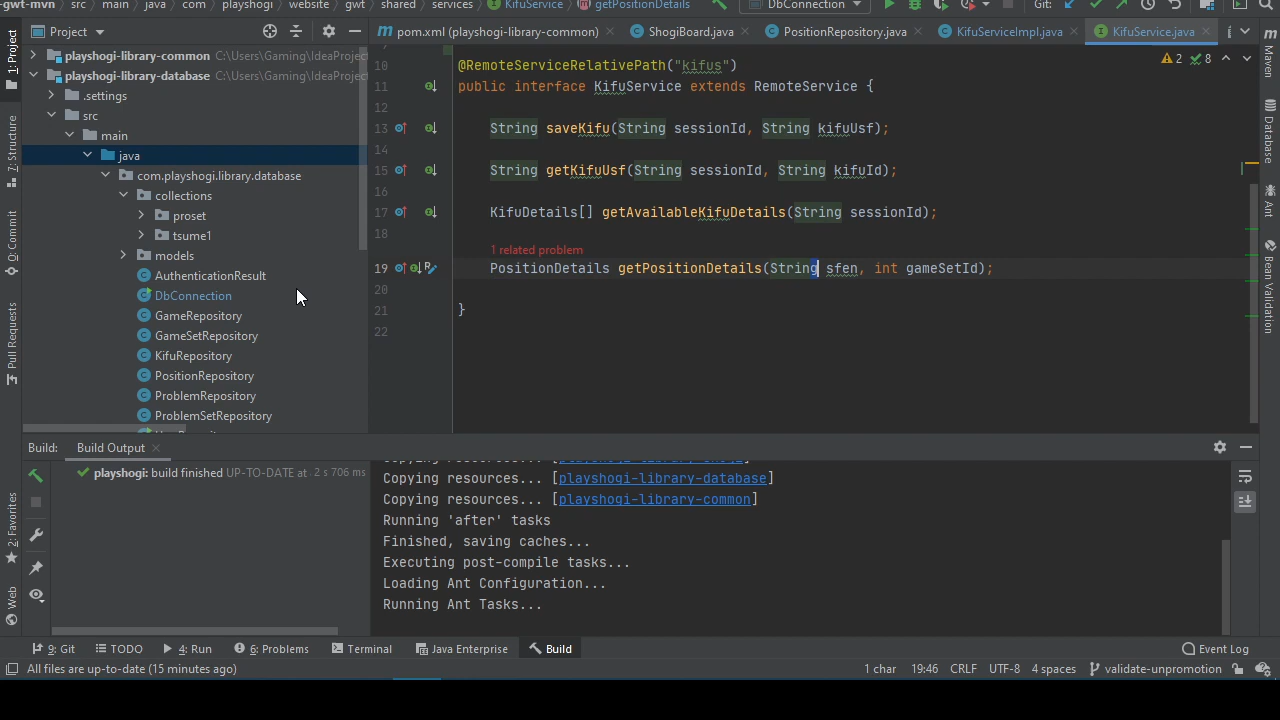 -gwt-mvn > src > main > java > com > playshogi > website > gwt > shared > services > KifuService > getPositionDetails
DbConnection
Git:
Project
pom.xml (playshogi-library-common)
ShogiBoard.java
PositionRepository.java
KifuServiceImpl.java
KifuService.java
playshogi-library-common C:\Users\Gaming\IdeaProject
playshogi-library-database C:\Users\Gaming\IdeaProject
.settings
src
main
java
com.playshogi.library.database
collections
proset
tsume1
models
AuthenticationResult
DbConnection
GameRepository
GameSetRepository
KifuRepository
PositionRepository
ProblemRepository
ProblemSetRepository
2 8
10 @RemoteServiceRelativePath("kifus")
11 public interface KifuService extends RemoteService {
12
13 String saveKifu(String sessionId, String kifuUsf);
14
15 String getKifuUsf(String sessionId, String kifuId);
16
17 KifuDetails[] getAvailableKifuDetails(String sessionId);
18
1 related problem
19 PositionDetails getPositionDetails(String sfen, int gameSetId);
20
21 }
22
1: Project
7: Structure
0: Commit
Pull Requests
2: Favorites
Web
Maven
Database
Ant
Bean Validation
Build: Build Output
playshogi: build finished UP-TO-DATE at 2 s 706 ms
Copying resources... [playshogi-library-database]
Copying resources... [playshogi-library-common]
Running 'after' tasks
Finished, saving caches...
Executing post-compile tasks...
Loading Ant Configuration...
Running Ant Tasks...
9: Git
TODO
4: Run
6: Problems
Terminal
Java Enterprise
Build
Event Log
All files are up-to-date (15 minutes ago)
1 char 19:46 CRLF UTF-8 4 spaces validate-unpromotion